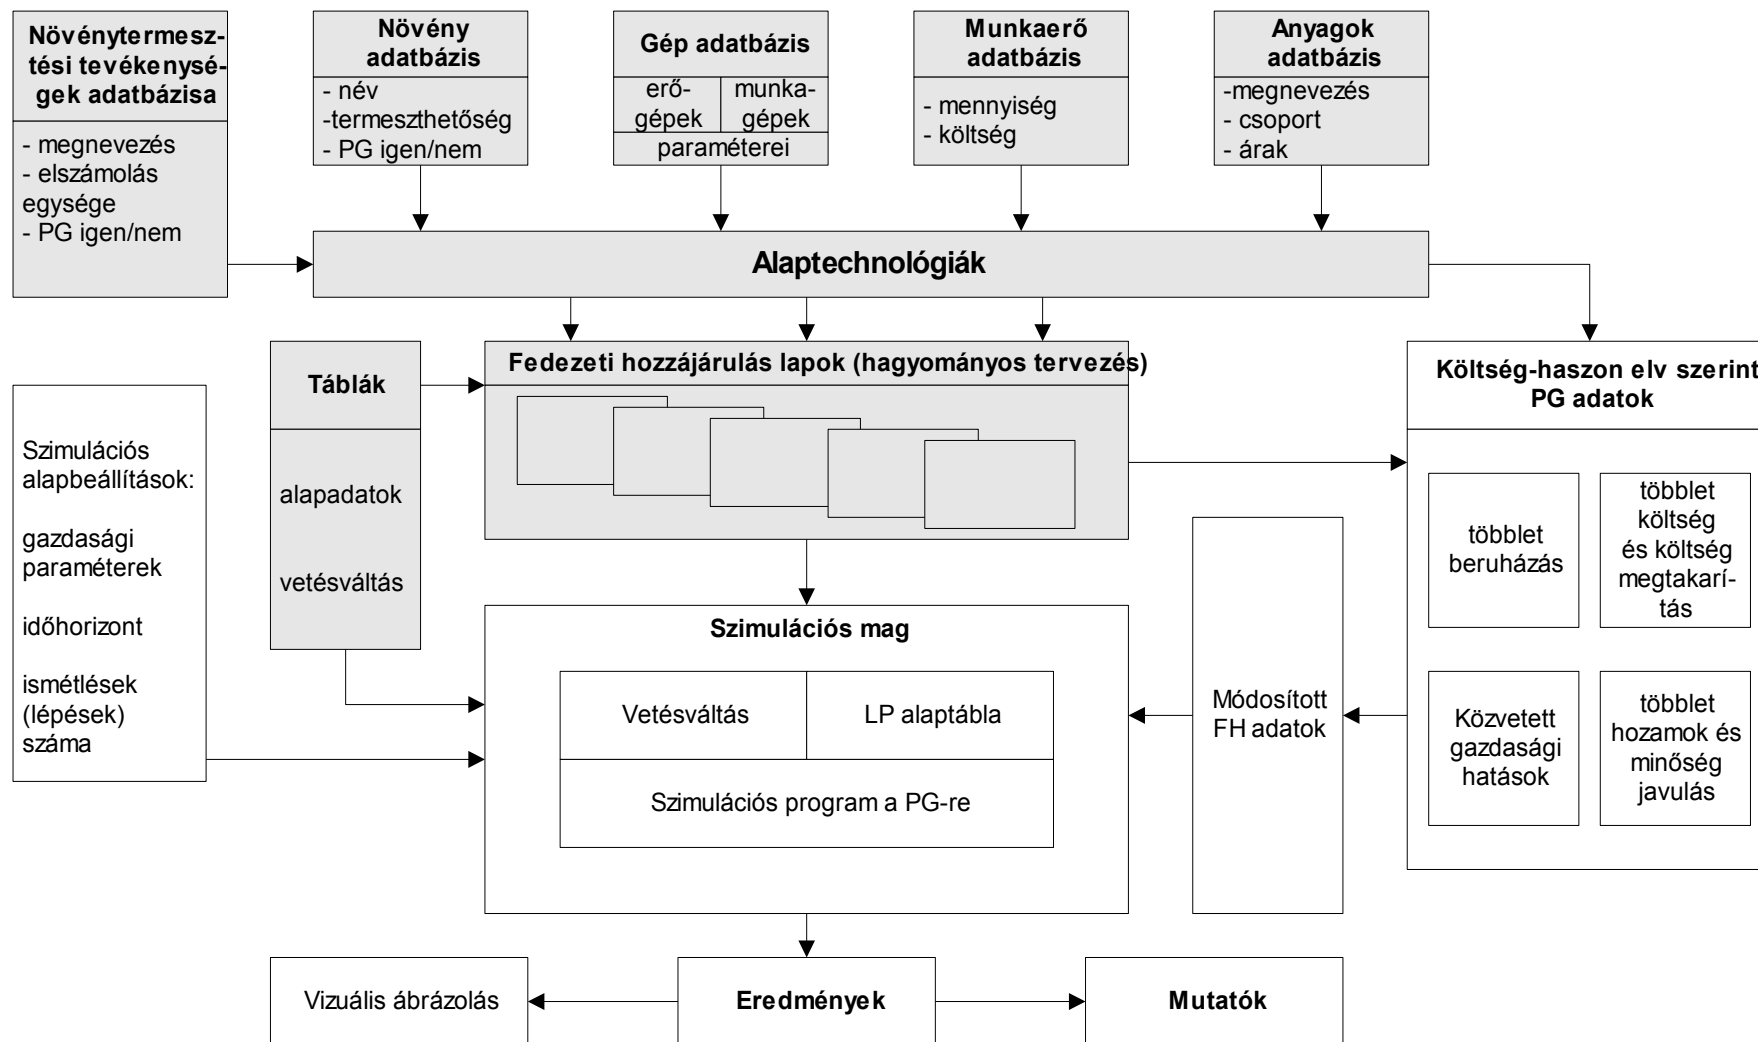 Növénytermesz-
tési tevékenysé-
gek adatbázisa
- megnevezés
- elszámolás
egysége
- PG igen/nem
Növény
adatbázis
- név
-termeszthetőség
- PG igen/nem
Gép adatbázis
erő-
gépek
munka-
gépek
paraméterei
Munkaerő
adatbázis
- mennyiség
- költség
Anyagok
adatbázis
-megnevezés
- csoport
- árak
Alaptechnológiák
Szimulációs
alapbeállítások:
gazdasági
paraméterek
időhorizont
ismétlések
(lépések)
száma
Táblák
alapadatok
vetésváltás
Fedezeti hozzájárulás lapok (hagyományos tervezés)
Költség-haszon elv szerint
PG adatok
többlet
beruházás
többlet
költség
és költség
megtakarí-
tás
Közvetett
gazdasági
hatások
többlet
hozamok és
minőség
javulás
Módosított
FH adatok
Szimulációs mag
Vetésváltás
LP alaptábla
Szimulációs program a PG-re
Vizuális ábrázolás
Eredmények
Mutatók